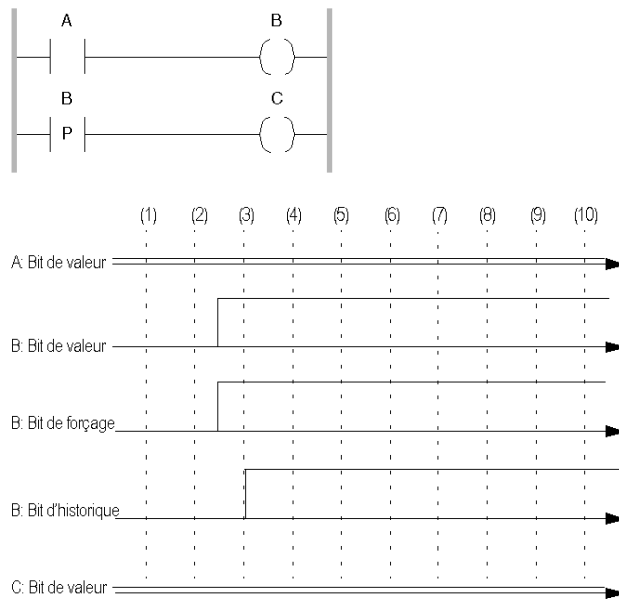 A B
B C
P
(1) (2) (3) (4) (5) (6) (7) (8) (9) (10)
A: Bit de valeur
B: Bit de valeur
B: Bit de forçage
B: Bit d'historique
C: Bit de valeur